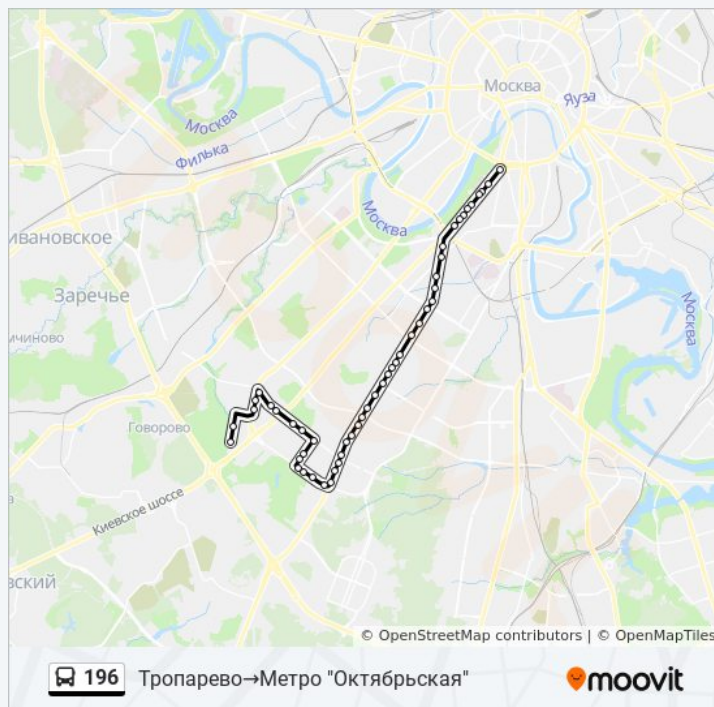 Москва
Яуза
Москва
Филька
Москва
ивановское
Заречье
Москва
мчиново
Говорово
Киевское шоссе
вский
© OpenStreetMap contributors | © OpenMapTiles
196 Тропарево→Метро "Октябрьская"
moovit